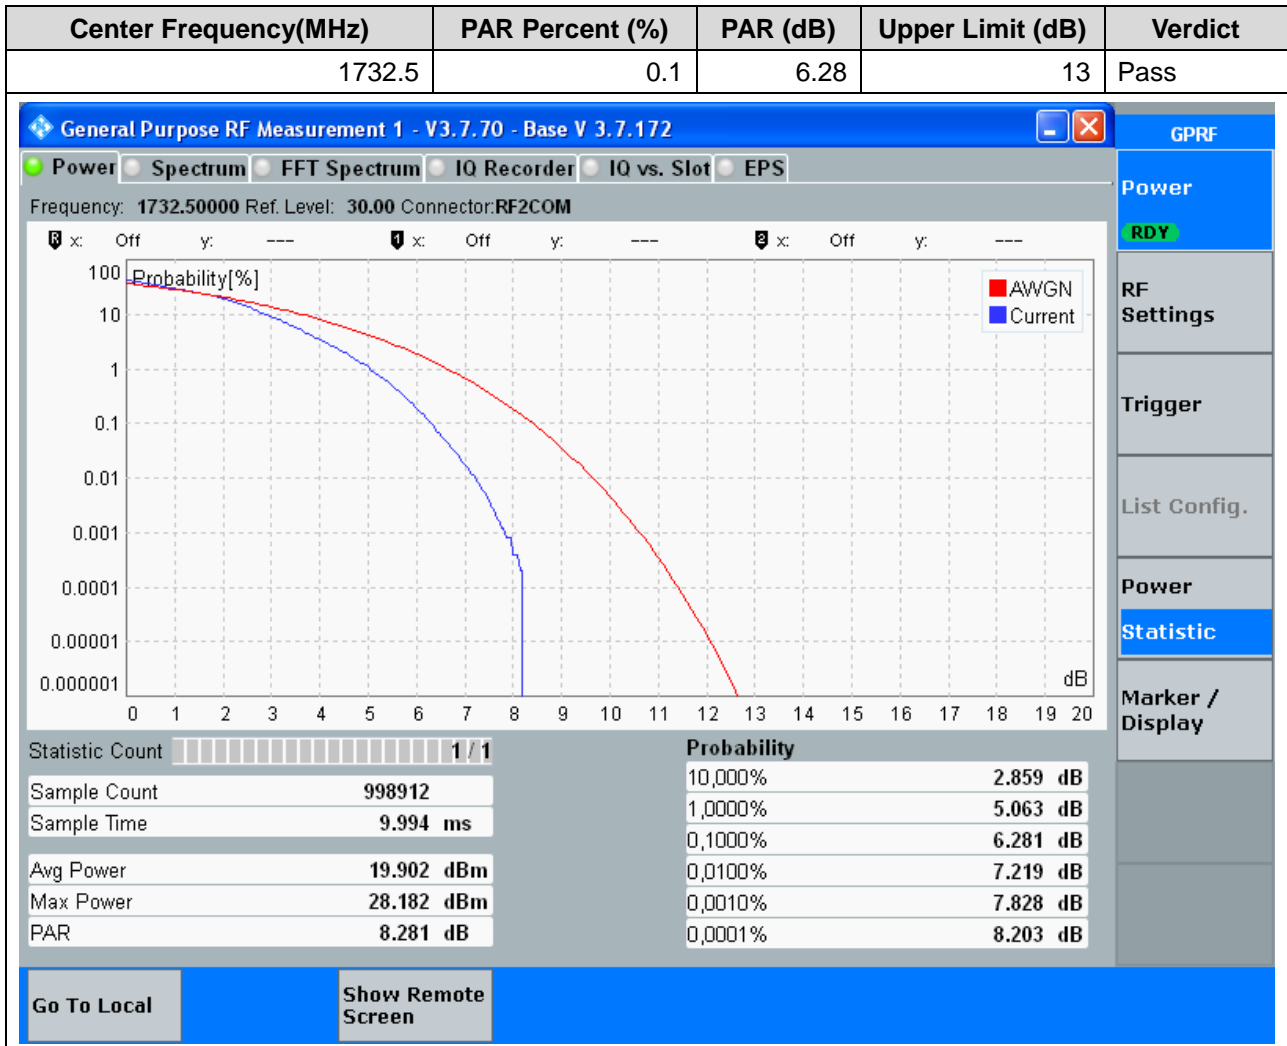 Center Frequency(MHz) PAR Percent (%) PAR (dB) Upper Limit (dB) Verdict
1732.5 0.1 6.28 13 Pass
General Purpose RF Measurement 1 - V3.7.70 - Base V 3.7.172
GPRF
Power Spectrum FFT Spectrum IQ Recorder IQ vs. Slot EPS
Frequency: 1732.50000 Ref. Level: 30.00 Connector:RF2COM
R x: Off y: --- 1 x: Off y: --- 2 x: Off y: ---
Probability[%]
AWGN
Current
100
10
1
0.1
0.01
0.001
0.0001
0.00001
0.000001
dB
0 1 2 3 4 5 6 7 8 9 10 11 12 13 14 15 16 17 18 19 20
Statistic Count 1 / 1
Sample Count 998912
Sample Time 9.994 ms
Avg Power 19.902 dBm
Max Power 28.182 dBm
PAR 8.281 dB
Probability
10,000% 2.859 dB
1,0000% 5.063 dB
0,1000% 6.281 dB
0,0100% 7.219 dB
0,0010% 7.828 dB
0,0001% 8.203 dB
Power
RDY
RF
Settings
Trigger
List Config.
Power
Statistic
Marker /
Display
Go To Local
Show Remote
Screen